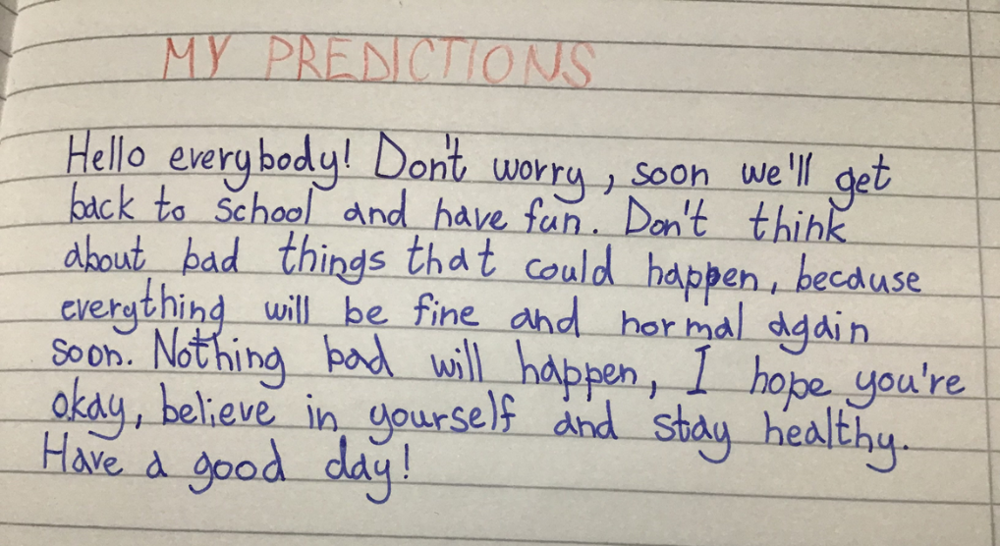 MY PREDICTIONS
Hello everybody! Don't worry, soon we'll get
back to school and have fun. Don't think
about bad things that could happen, because
everything will be fine and normal again
soon. Nothing bad will happen, I hope you're
okay, believe in yourself and stay healthy.
Have a good day!